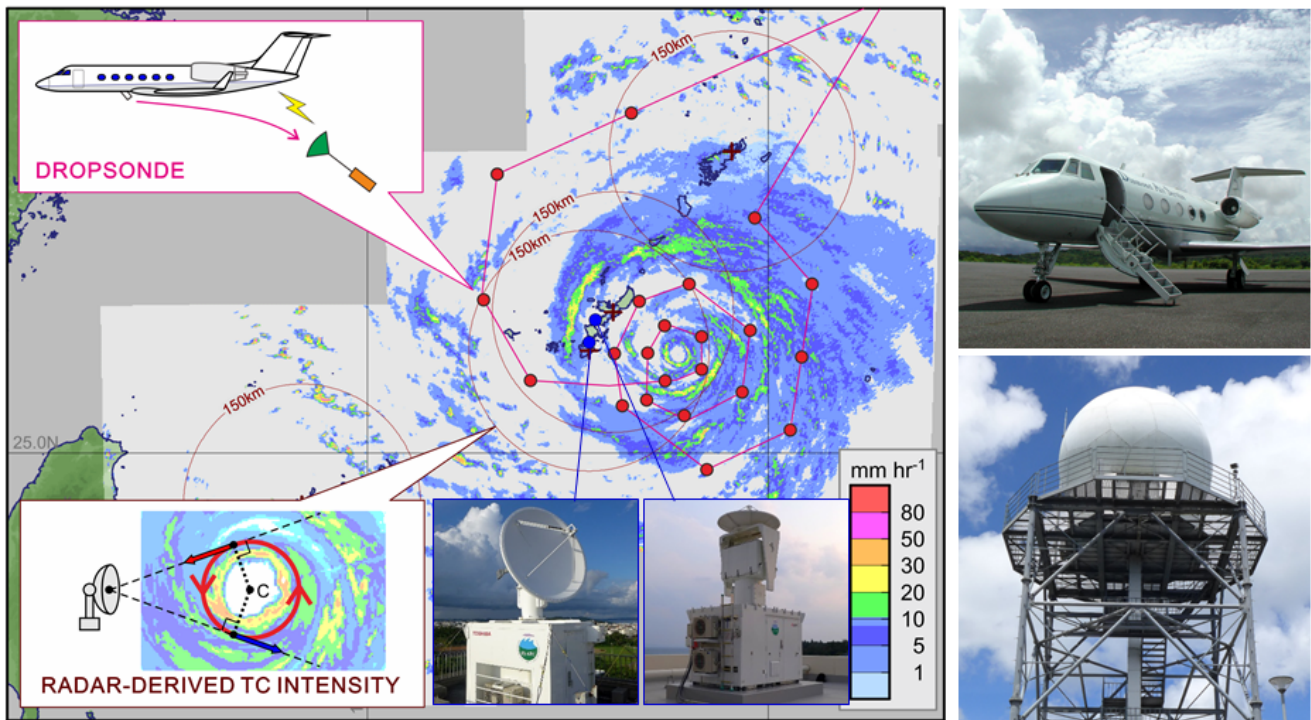 DROPSONDE
150km
150km
150km
150km
25.0N
RADAR-DERIVED TC INTENSITY
C
TOSHIBA
mm hr⁻¹
80
50
30
20
10
5
1